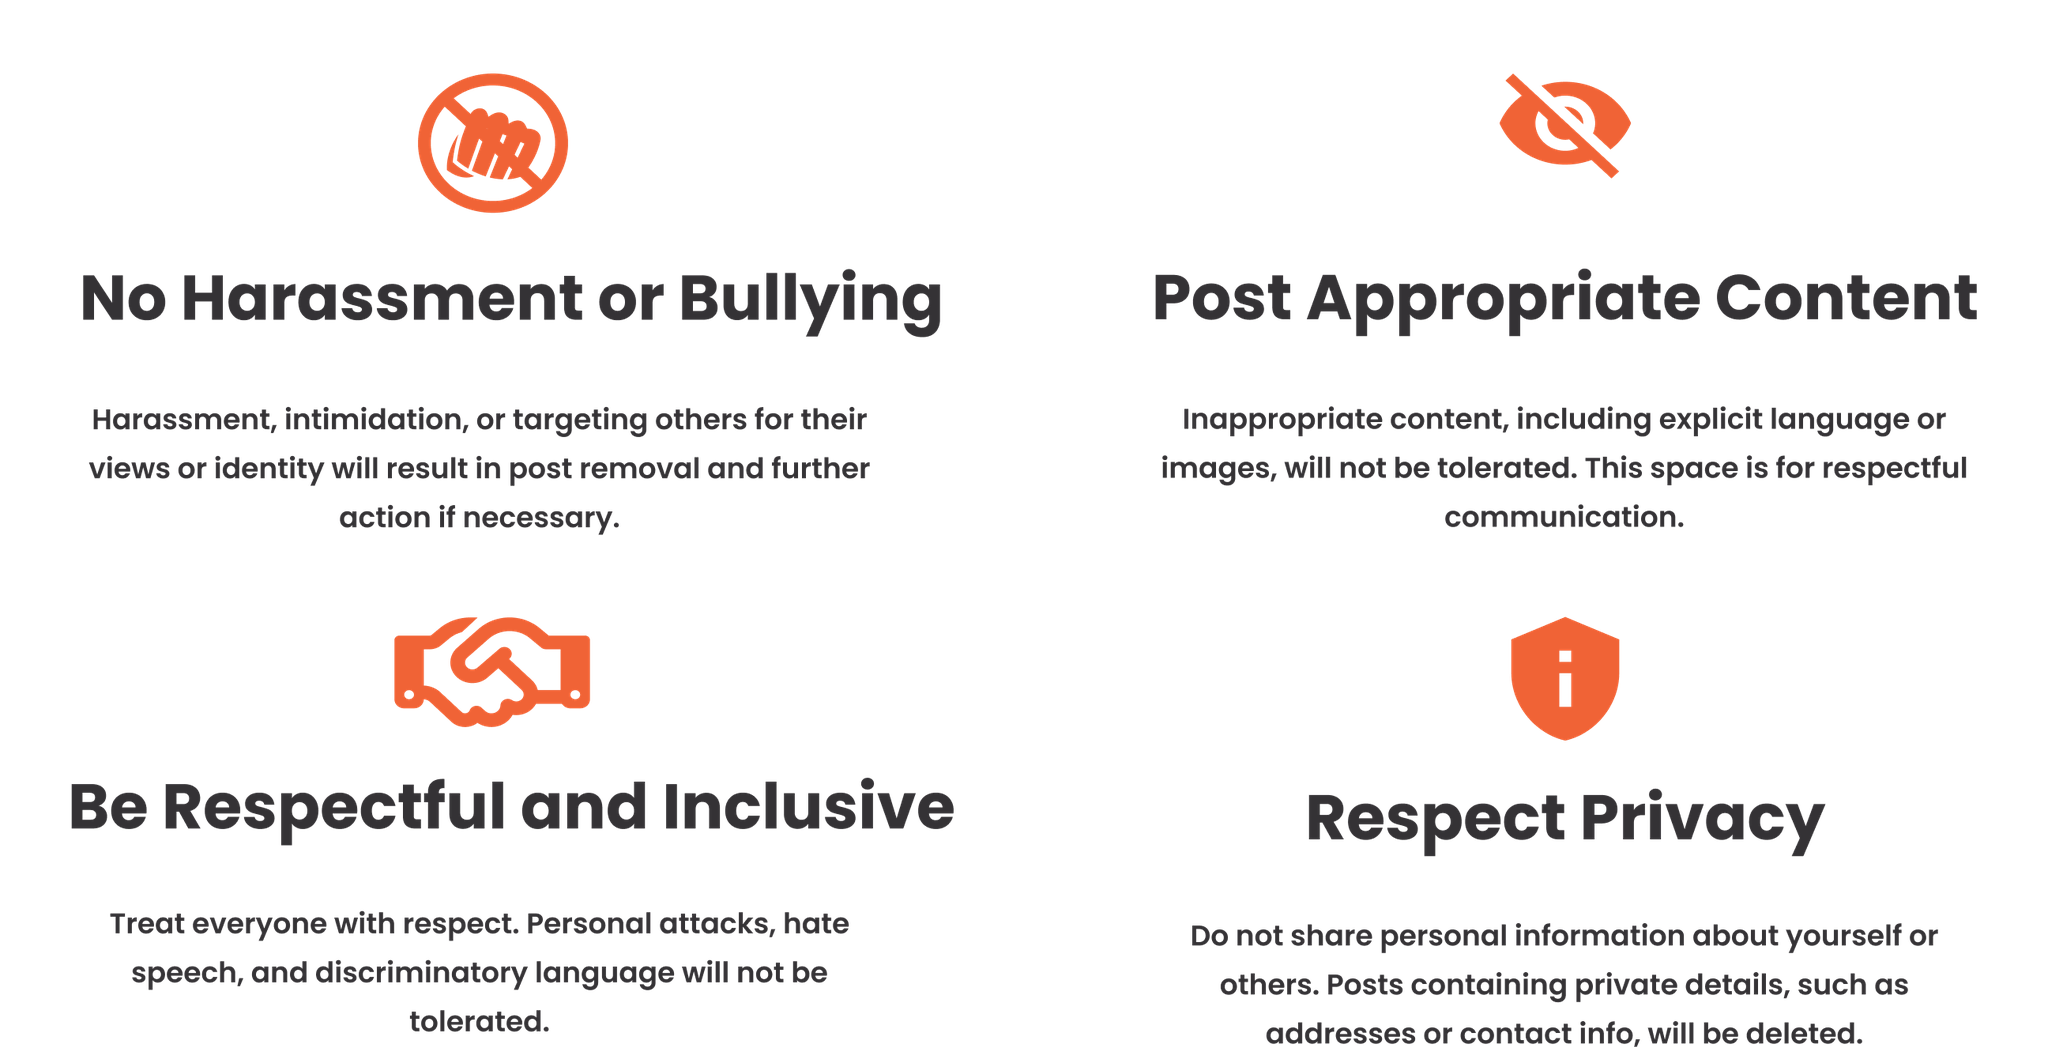 No Harassment or Bullying
Harassment, intimidation, or targeting others for their
views or identity will result in post removal and further
action if necessary.
Post Appropriate Content
Inappropriate content, including explicit language or
images, will not be tolerated. This space is for respectful
communication.
Be Respectful and Inclusive
Treat everyone with respect. Personal attacks, hate
speech, and discriminatory language will not be
tolerated.
Respect Privacy
Do not share personal information about yourself or
others. Posts containing private details, such as
addresses or contact info, will be deleted.